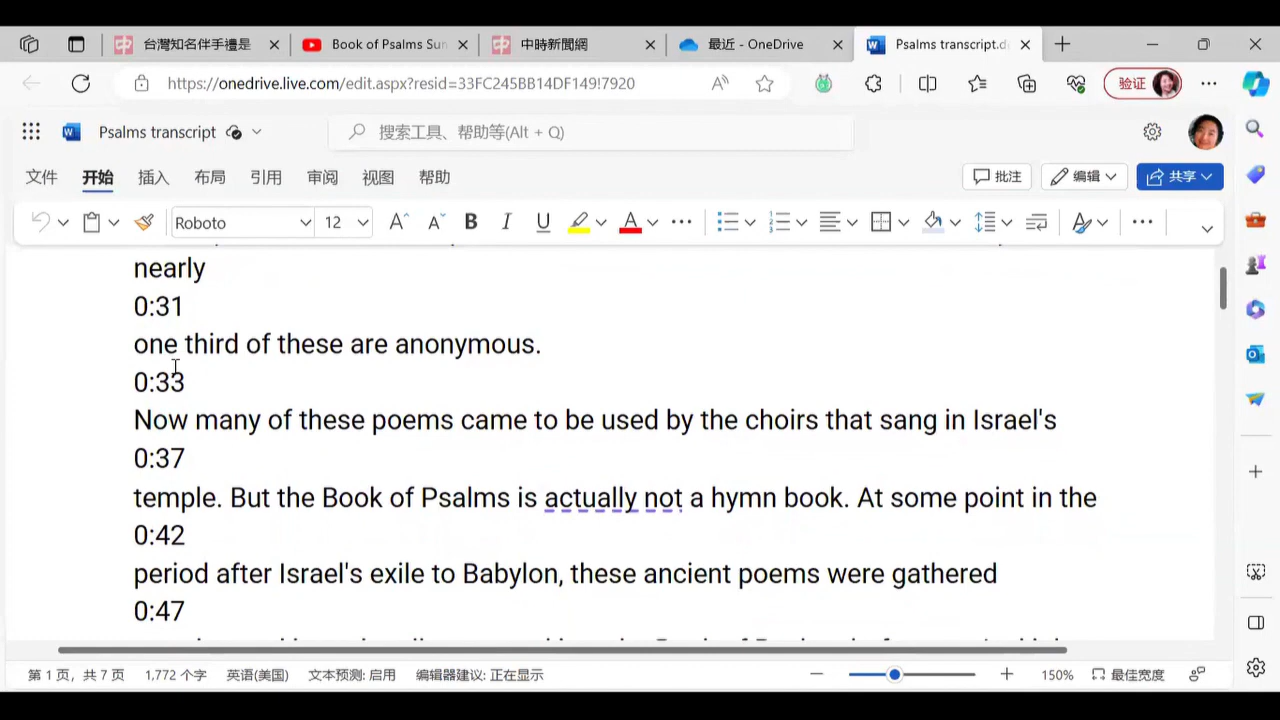 台灣知名伴手禮是
Book of Psalms Sun
中時新聞網
最近 - OneDrive
Psalms transcript.d
https://onedrive.live.com/edit.aspx?resid=33FC245BB14DF149!7920
验证
Psalms transcript
搜索工具、帮助等(Alt + Q)
文件 开始 插入 布局 引用 审阅 视图 帮助
批注 编辑 共享
Roboto 12
nearly
0:31
one third of these are anonymous.
0:33
Now many of these poems came to be used by the choirs that sang in Israel's
0:37
temple. But the Book of Psalms is actually not a hymn book. At some point in the
0:42
period after Israel's exile to Babylon, these ancient poems were gathered
0:47
第 1 页，共 7 页 1,772 个字 英语(美国) 文本预测: 启用 编辑器建议: 正在显示 150% 最佳宽度